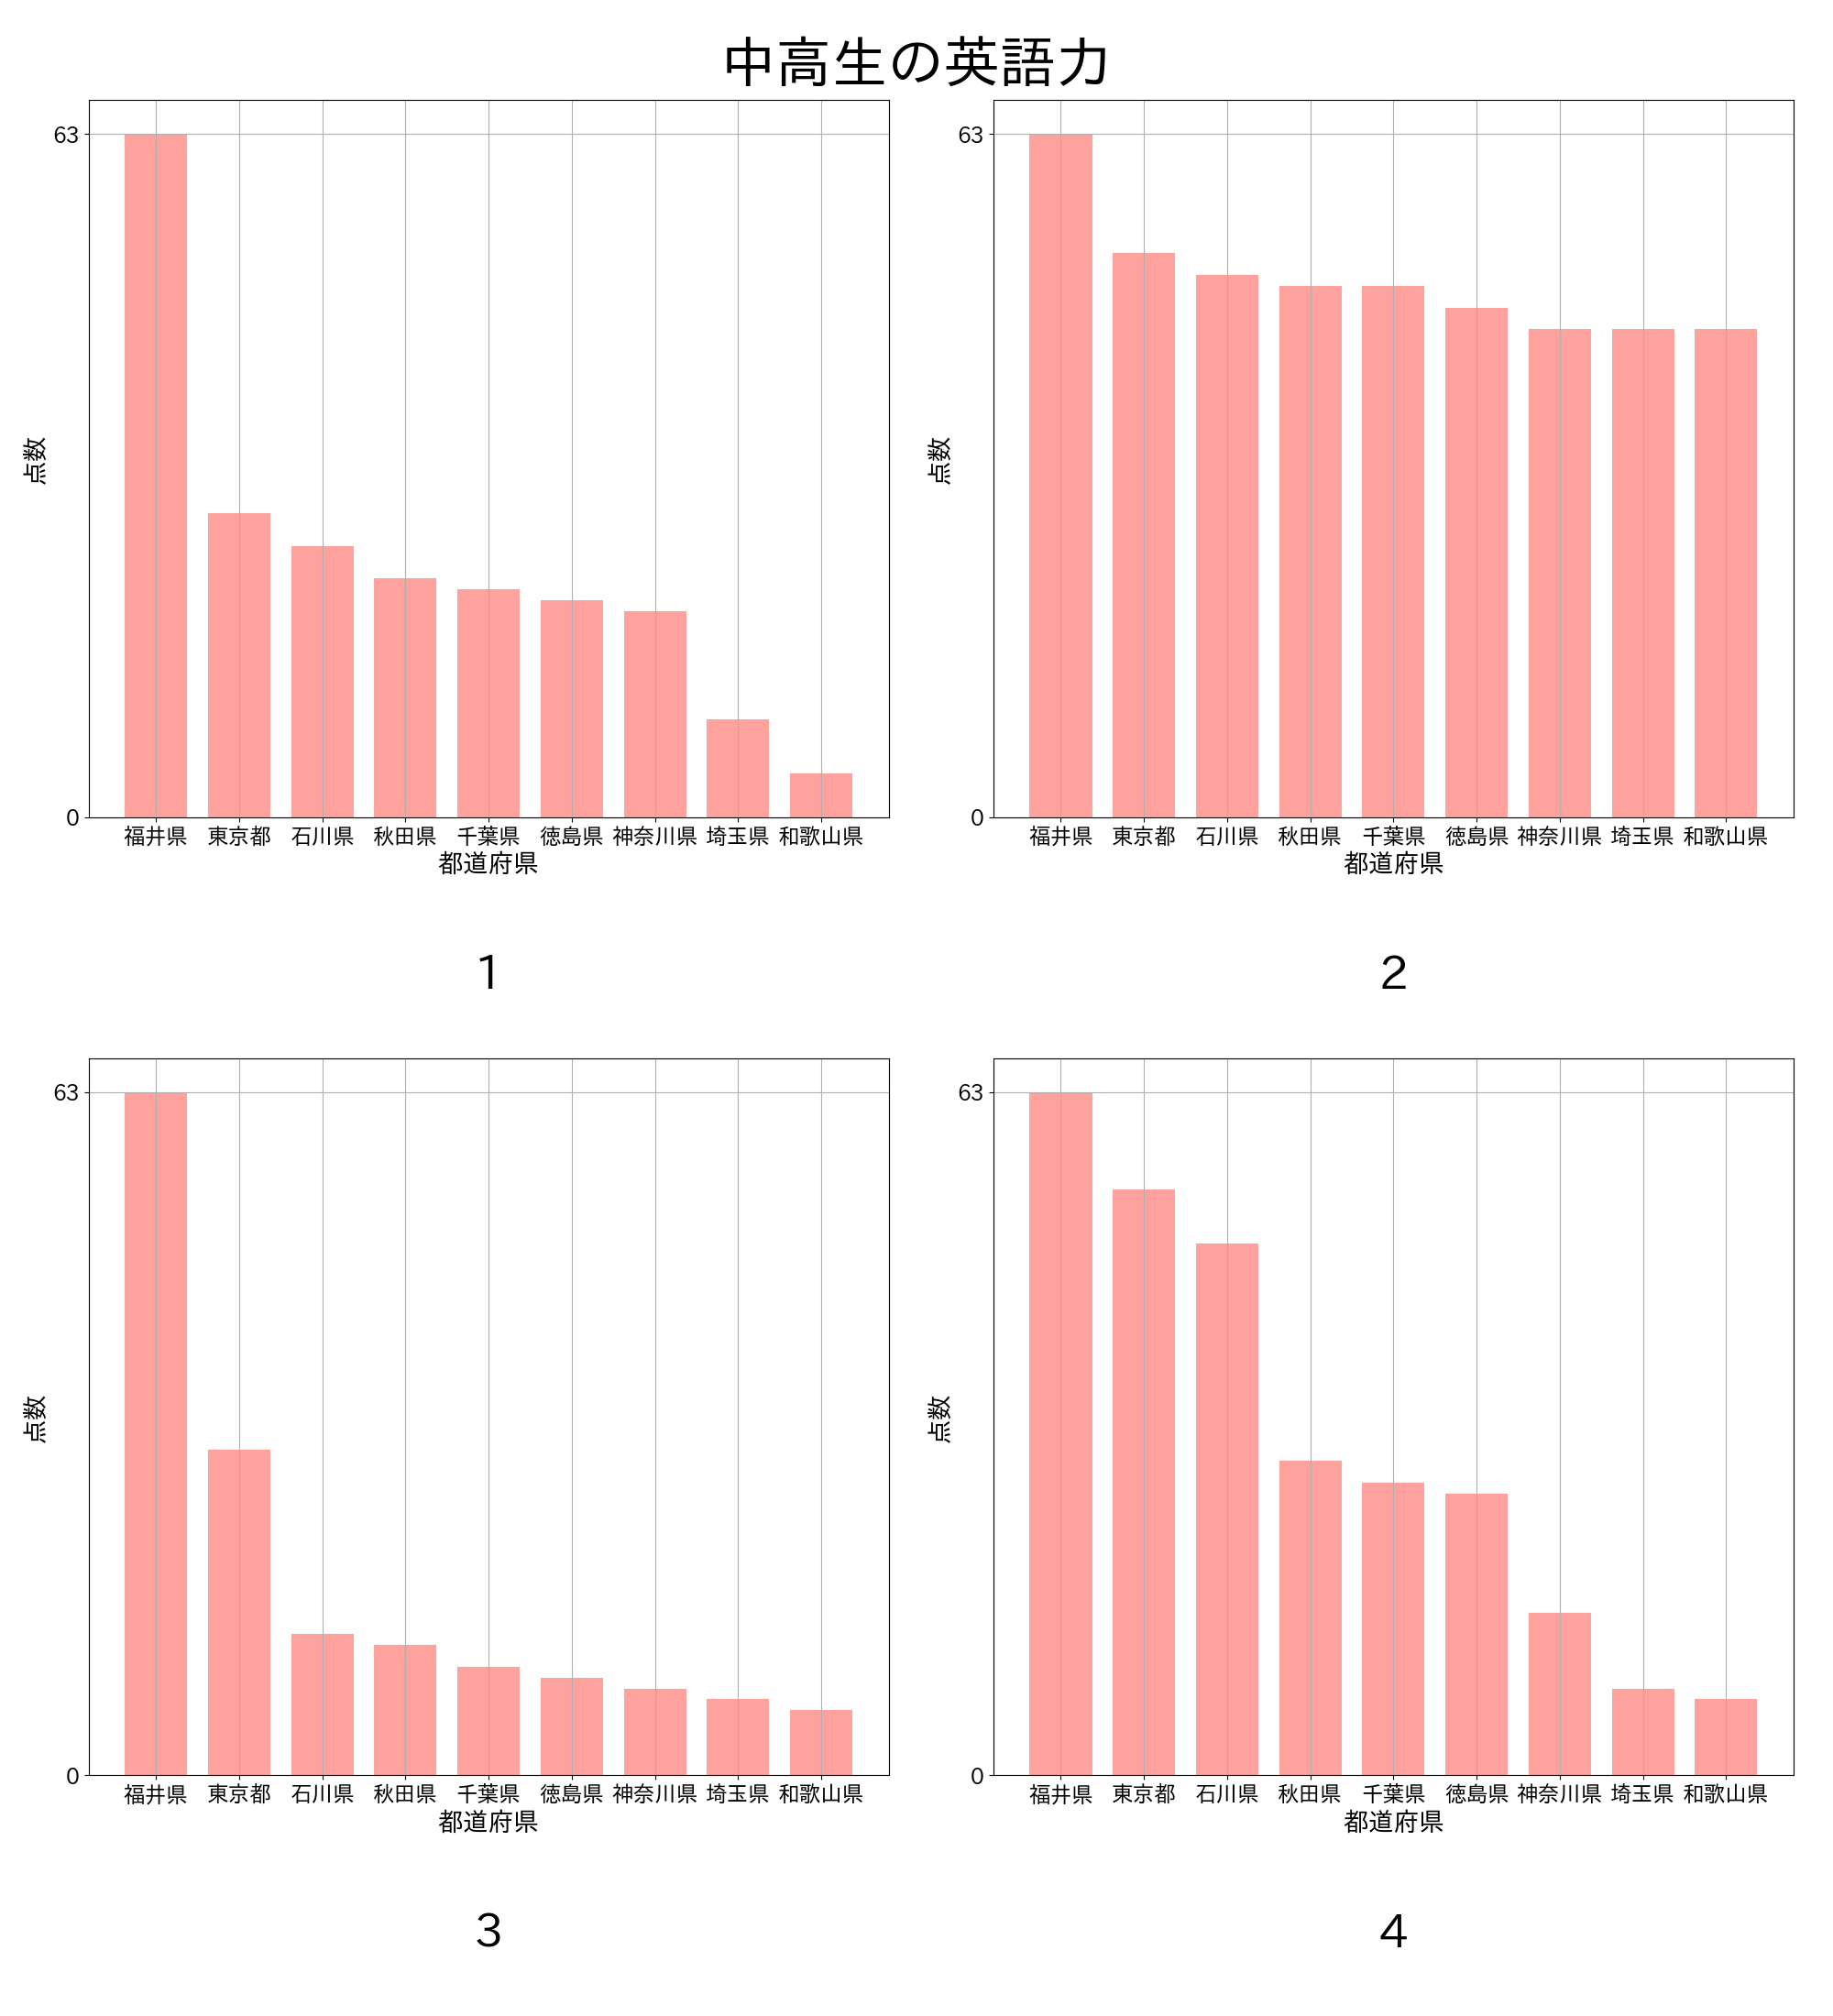 中高生の英語力
63
0
点数
福井県 東京都 石川県 秋田県 千葉県 徳島県 神奈川県 埼玉県 和歌山県
都道府県
1
63
0
点数
福井県 東京都 石川県 秋田県 千葉県 徳島県 神奈川県 埼玉県 和歌山県
都道府県
2
63
0
点数
福井県 東京都 石川県 秋田県 千葉県 徳島県 神奈川県 埼玉県 和歌山県
都道府県
3
63
0
点数
福井県 東京都 石川県 秋田県 千葉県 徳島県 神奈川県 埼玉県 和歌山県
都道府県
4